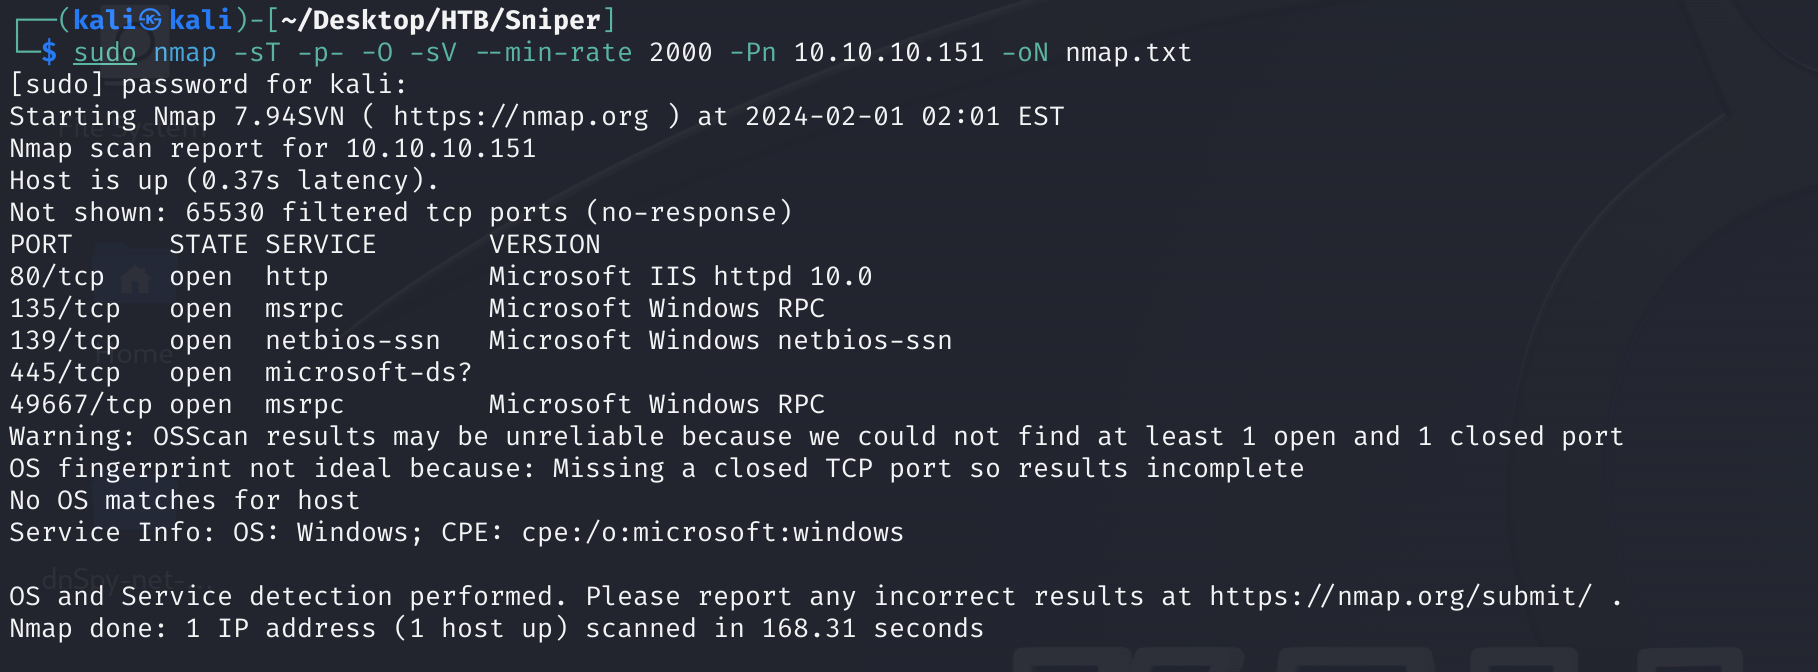 ┌──(kali㉿kali)-[~/Desktop/HTB/Sniper]
└─$ sudo nmap -sT -p- -O -sV --min-rate 2000 -Pn 10.10.10.151 -oN nmap.txt
[sudo] password for kali:
Starting Nmap 7.94SVN ( https://nmap.org ) at 2024-02-01 02:01 EST
File System
Nmap scan report for 10.10.10.151
Host is up (0.37s latency).
Not shown: 65530 filtered tcp ports (no-response)
PORT      STATE SERVICE       VERSION
80/tcp    open  http          Microsoft IIS httpd 10.0
135/tcp   open  msrpc         Microsoft Windows RPC
139/tcp   open  netbios-ssn   Microsoft Windows netbios-ssn
Home
445/tcp   open  microsoft-ds?
49667/tcp open  msrpc         Microsoft Windows RPC
Warning: OSScan results may be unreliable because we could not find at least 1 open and 1 closed port
OS fingerprint not ideal because: Missing a closed TCP port so results incomplete
No OS matches for host
Service Info: OS: Windows; CPE: cpe:/o:microsoft:windows
dnSpy-net-...
OS and Service detection performed. Please report any incorrect results at https://nmap.org/submit/ .
Nmap done: 1 IP address (1 host up) scanned in 168.31 seconds